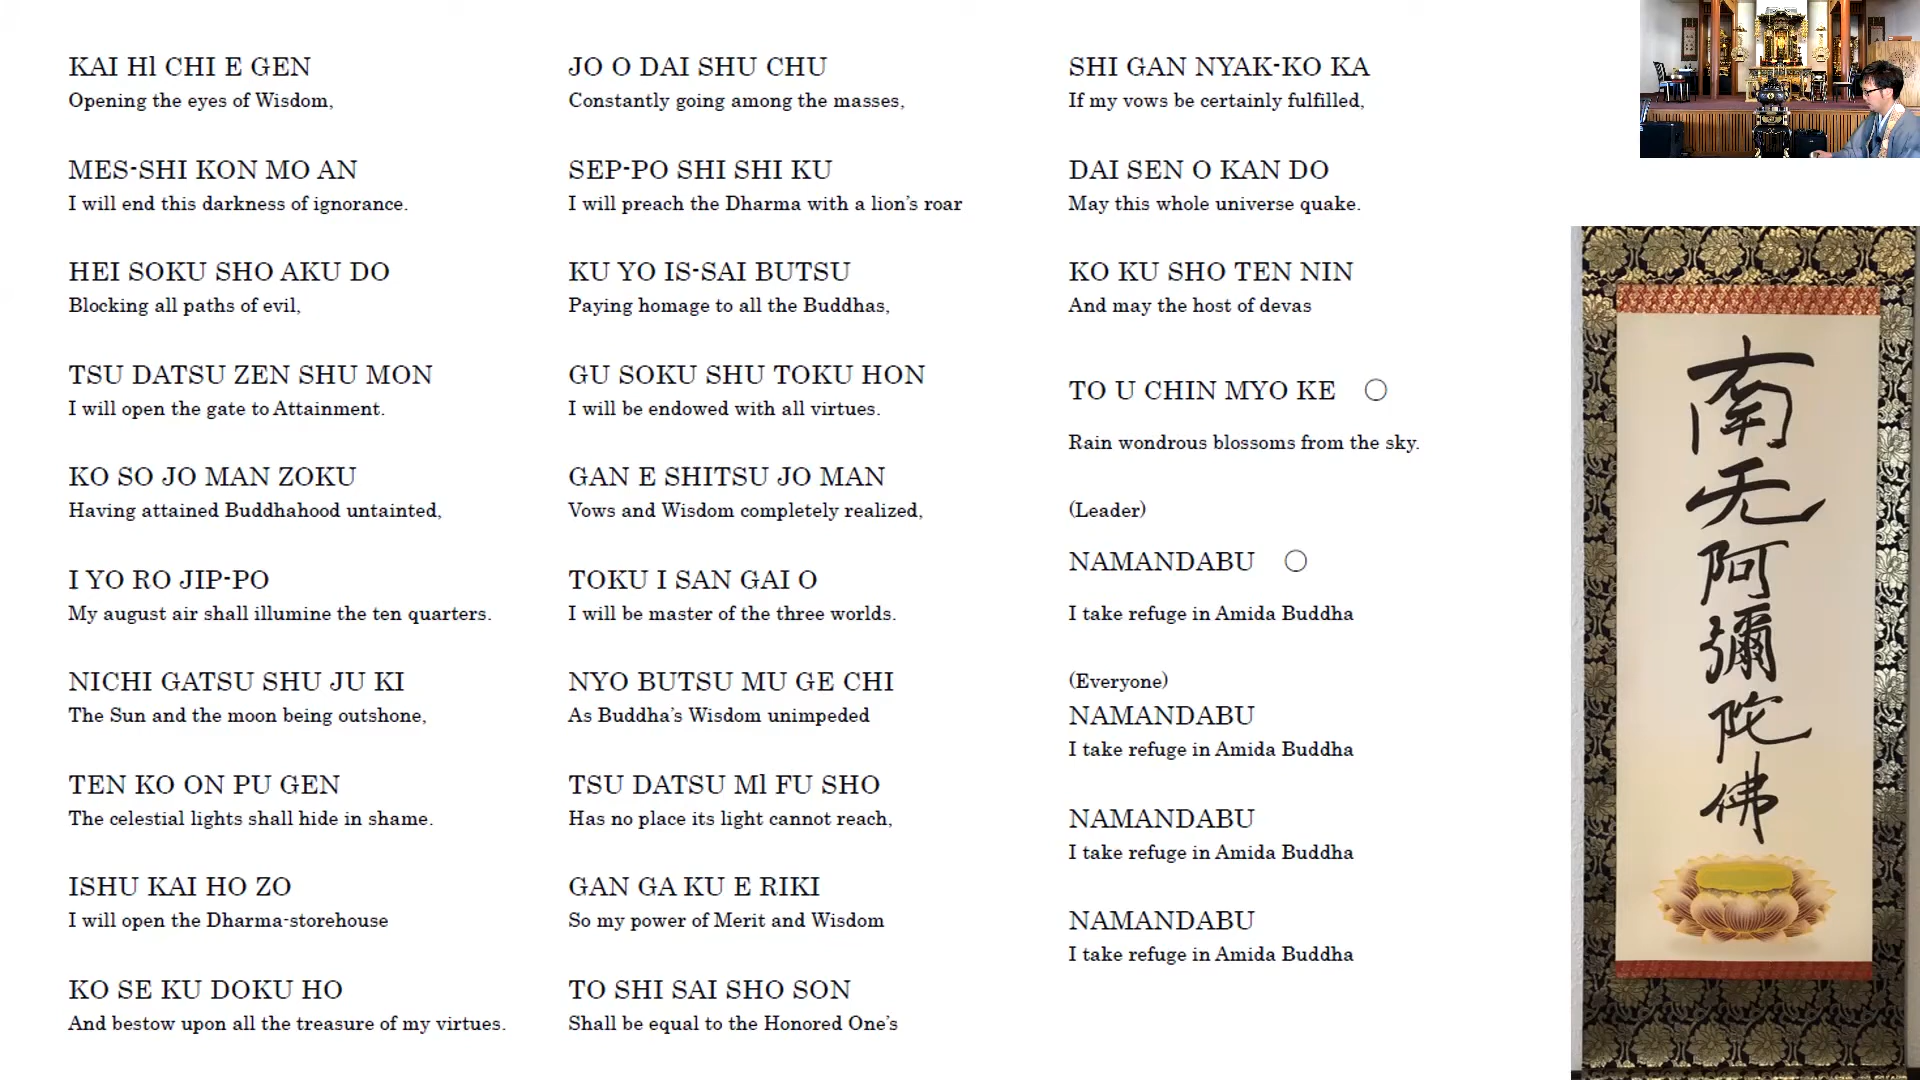 KAI Hl CHI E GEN
Opening the eyes of Wisdom,
MES-SHI KON MO AN
I will end this darkness of ignorance.
HEI SOKU SHO AKU DO
Blocking all paths of evil,
TSU DATSU ZEN SHU MON
I will open the gate to Attainment.
KO SO JO MAN ZOKU
Having attained Buddhahood untainted,
I YO RO JIP-PO
My august air shall illumine the ten quarters.
NICHI GATSU SHU JU KI
The Sun and the moon being outshone,
TEN KO ON PU GEN
The celestial lights shall hide in shame.
ISHU KAI HO ZO
I will open the Dharma-storehouse
KO SE KU DOKU HO
And bestow upon all the treasure of my virtues.
JO O DAI SHU CHU
Constantly going among the masses,
SEP-PO SHI SHI KU
I will preach the Dharma with a lion’s roar
KU YO IS-SAI BUTSU
Paying homage to all the Buddhas,
GU SOKU SHU TOKU HON
I will be endowed with all virtues.
GAN E SHITSU JO MAN
Vows and Wisdom completely realized,
TOKU I SAN GAI O
I will be master of the three worlds.
NYO BUTSU MU GE CHI
As Buddha’s Wisdom unimpeded
TSU DATSU Ml FU SHO
Has no place its light cannot reach,
GAN GA KU E RIKI
So my power of Merit and Wisdom
TO SHI SAI SHO SON
Shall be equal to the Honored One’s
SHI GAN NYAK-KO KA
If my vows be certainly fulfilled,
DAI SEN O KAN DO
May this whole universe quake.
KO KU SHO TEN NIN
And may the host of devas
TO U CHIN MYO KE ○
Rain wondrous blossoms from the sky.
(Leader)
NAMANDABU ○
I take refuge in Amida Buddha
(Everyone)
NAMANDABU
I take refuge in Amida Buddha
NAMANDABU
I take refuge in Amida Buddha
NAMANDABU
I take refuge in Amida Buddha
南无阿彌陀佛